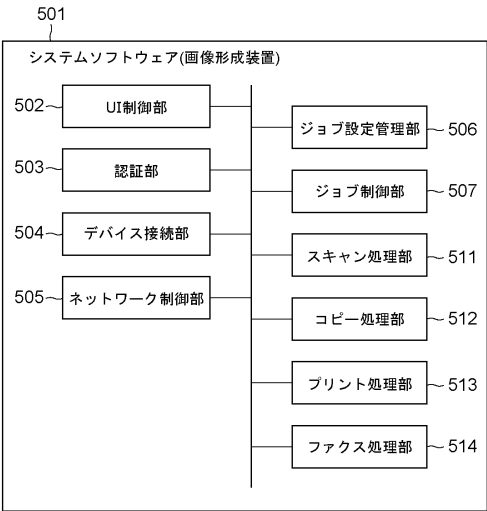 501
システムソフトウェア(画像形成装置)
502
UI制御部
503
認証部
504
デバイス接続部
505
ネットワーク制御部
ジョブ設定管理部
506
ジョブ制御部
507
スキャン処理部
511
コピー処理部
512
プリント処理部
513
ファクス処理部
514